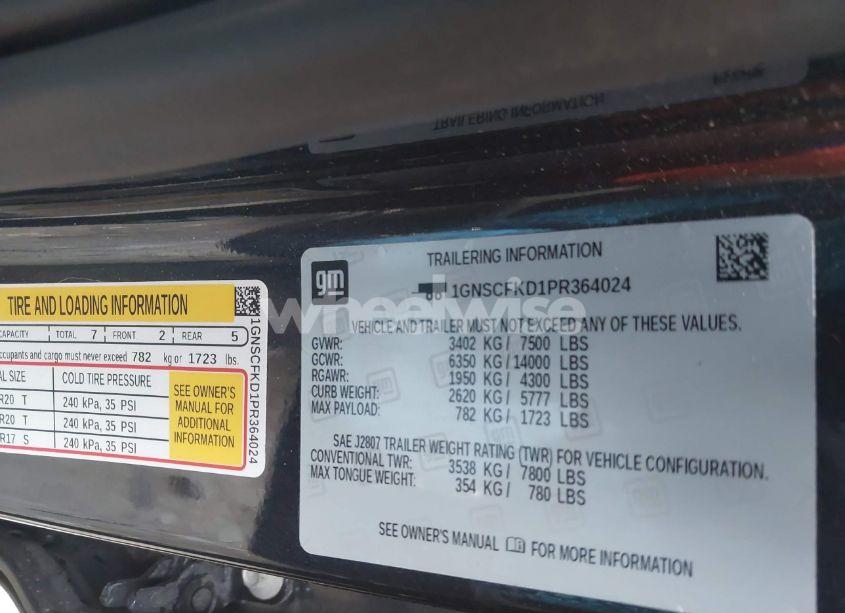 TRAILERING INFORMATION
gm
TRAILERING INFORMATION
1GNSCFKD1PR364024
wheelwise
VEHICLE AND TRAILER MUST NOT EXCEED ANY OF THESE VALUES.
GVWR: 3402 KG/ 7500 LBS
GCWR: 6350 KG/ 14000 LBS
RGAWR: 1950 KG/ 4300 LBS
CURB WEIGHT: 2620 KG/ 5777 LBS
MAX PAYLOAD: 782 KG/ 1723 LBS
SAE J2807 TRAILER WEIGHT RATING (TWR) FOR VEHICLE CONFIGURATION.
CONVENTIONAL TWR: 3538 KG/ 7800 LBS
MAX TONGUE WEIGHT: 354 KG/ 780 LBS
SEE OWNER'S MANUAL FOR MORE INFORMATION
TIRE AND LOADING INFORMATION
CAPACITY TOTAL 7 FRONT 2 REAR 5
occupants and cargo must never exceed 782 kg or 1723 lbs.
AL SIZE COLD TIRE PRESSURE
R20 T 240 kPa, 35 PSI
R20 T 240 kPa, 35 PSI
R17 S 240 kPa, 35 PSI
SEE OWNER'S
MANUAL FOR
ADDITIONAL
INFORMATION
1GNSCFKD1PR364024